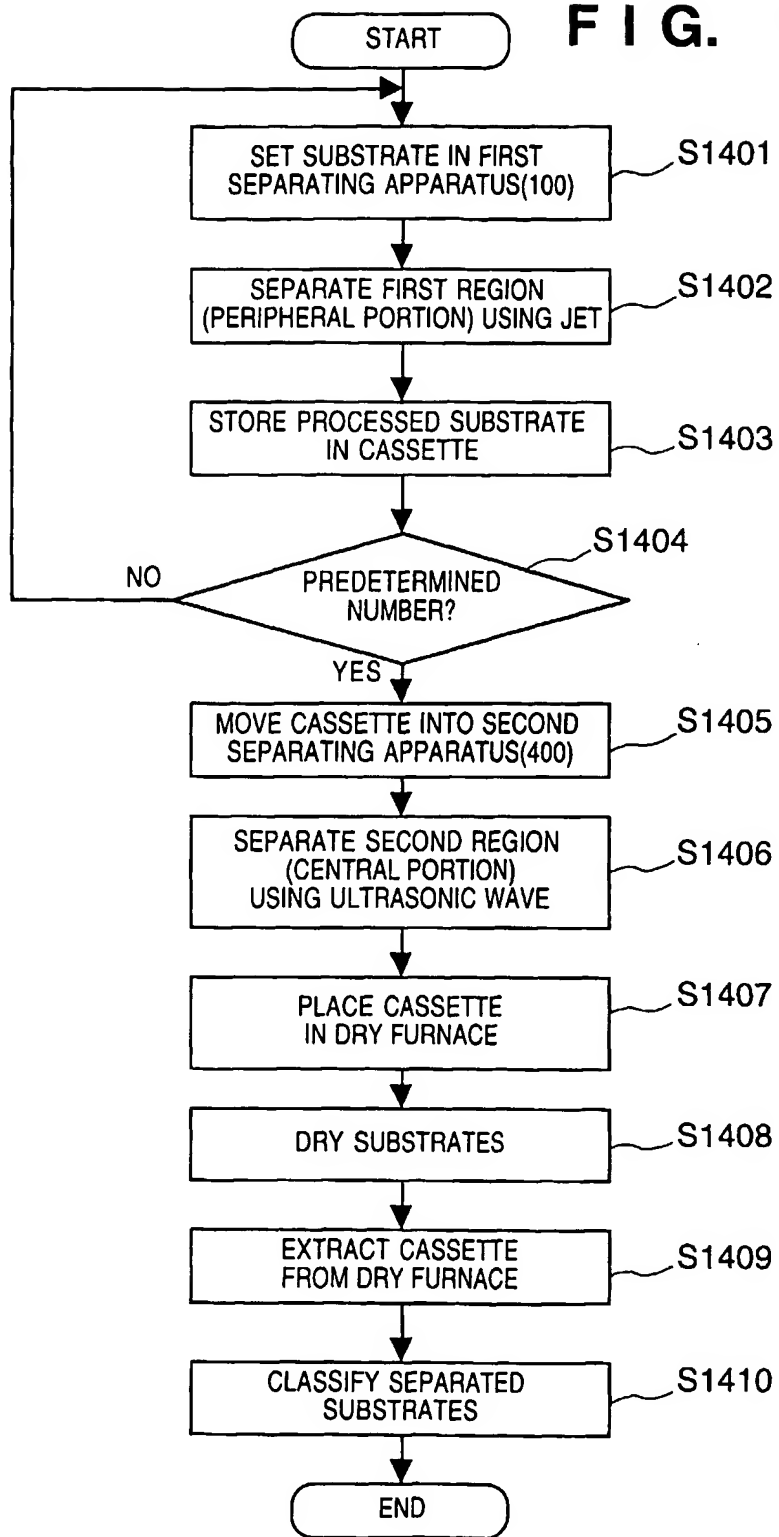 FIG.
START
SET SUBSTRATE IN FIRST
SEPARATING APPARATUS(100)
S1401
SEPARATE FIRST REGION
(PERIPHERAL PORTION) USING JET
S1402
STORE PROCESSED SUBSTRATE
IN CASSETTE
S1403
S1404
NO
PREDETERMINED
NUMBER?
YES
MOVE CASSETTE INTO SECOND
SEPARATING APPARATUS(400)
S1405
SEPARATE SECOND REGION
(CENTRAL PORTION)
USING ULTRASONIC WAVE
S1406
PLACE CASSETTE
IN DRY FURNACE
S1407
DRY SUBSTRATES
S1408
EXTRACT CASSETTE
FROM DRY FURNACE
S1409
CLASSIFY SEPARATED
SUBSTRATES
S1410
END